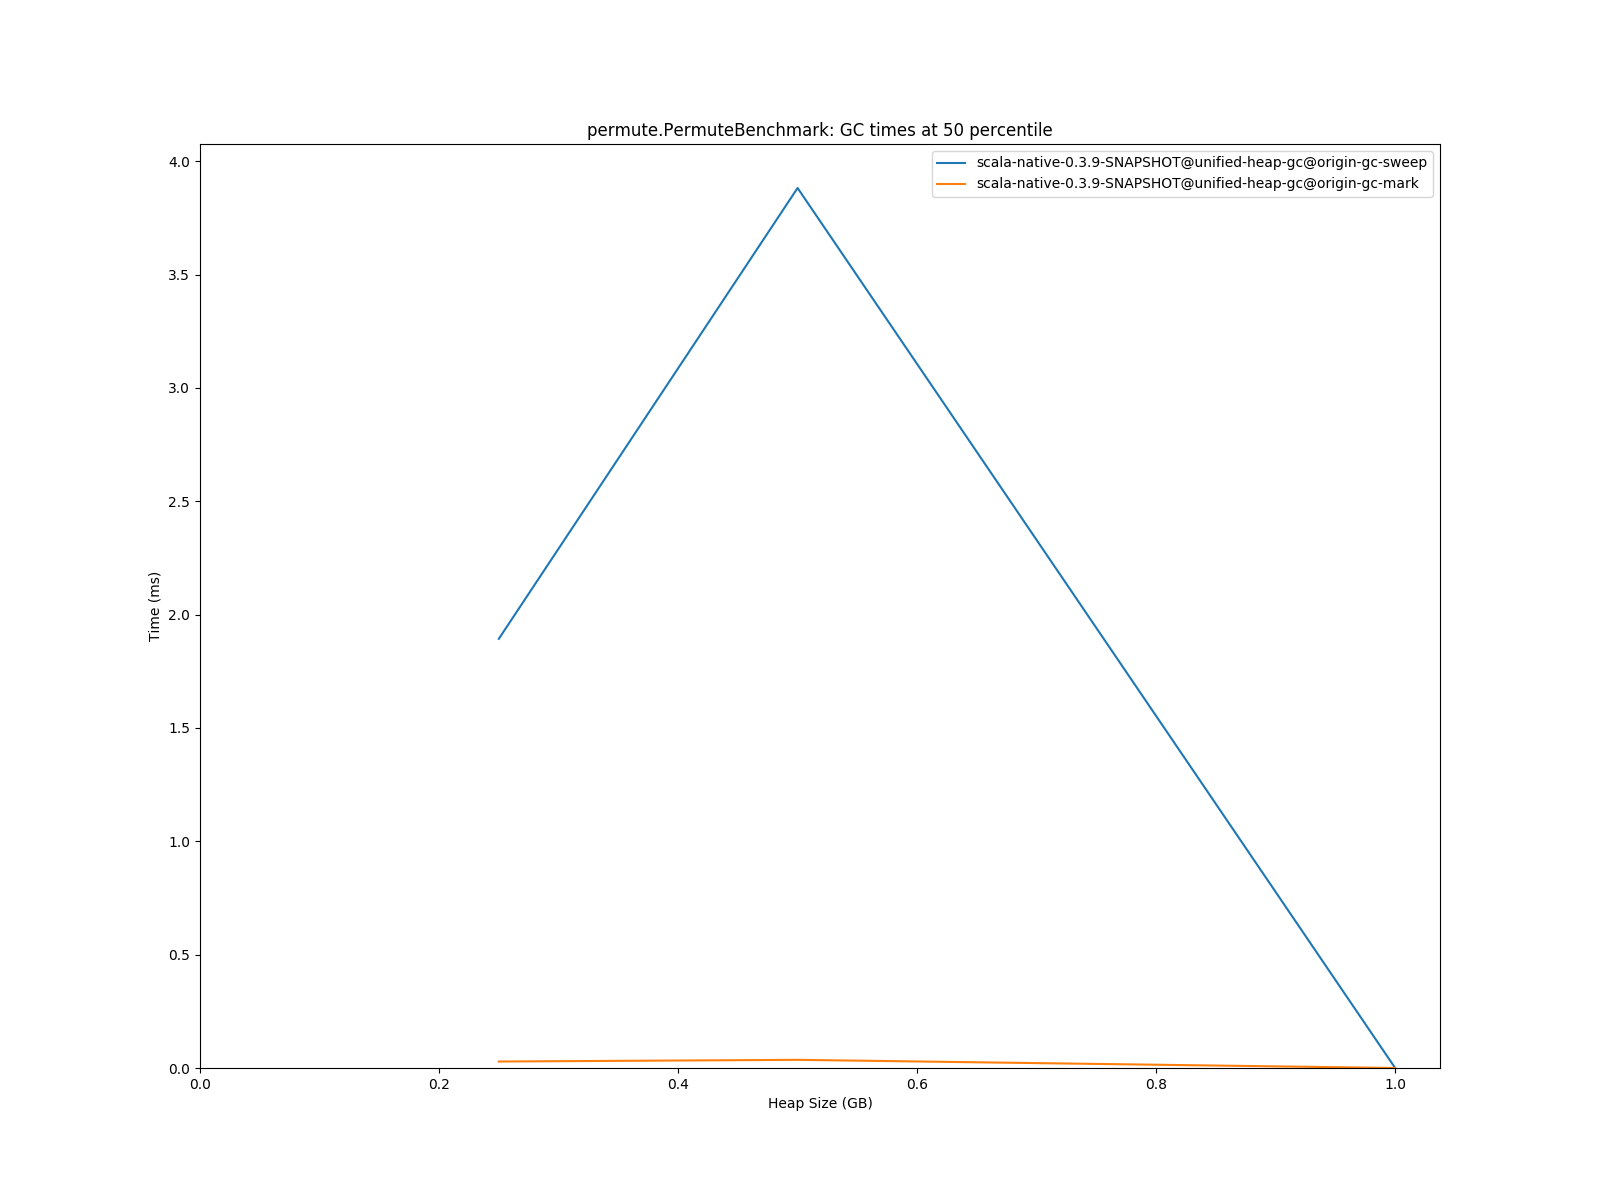 permute.PermuteBenchmark: GC times at 50 percentile
scala-native-0.3.9-SNAPSHOT@unified-heap-gc@origin-gc-sweep
scala-native-0.3.9-SNAPSHOT@unified-heap-gc@origin-gc-mark
Time (ms)
4.0
3.5
3.0
2.5
2.0
1.5
1.0
0.5
0.0
0.0 0.2 0.4 0.6 0.8 1.0
Heap Size (GB)